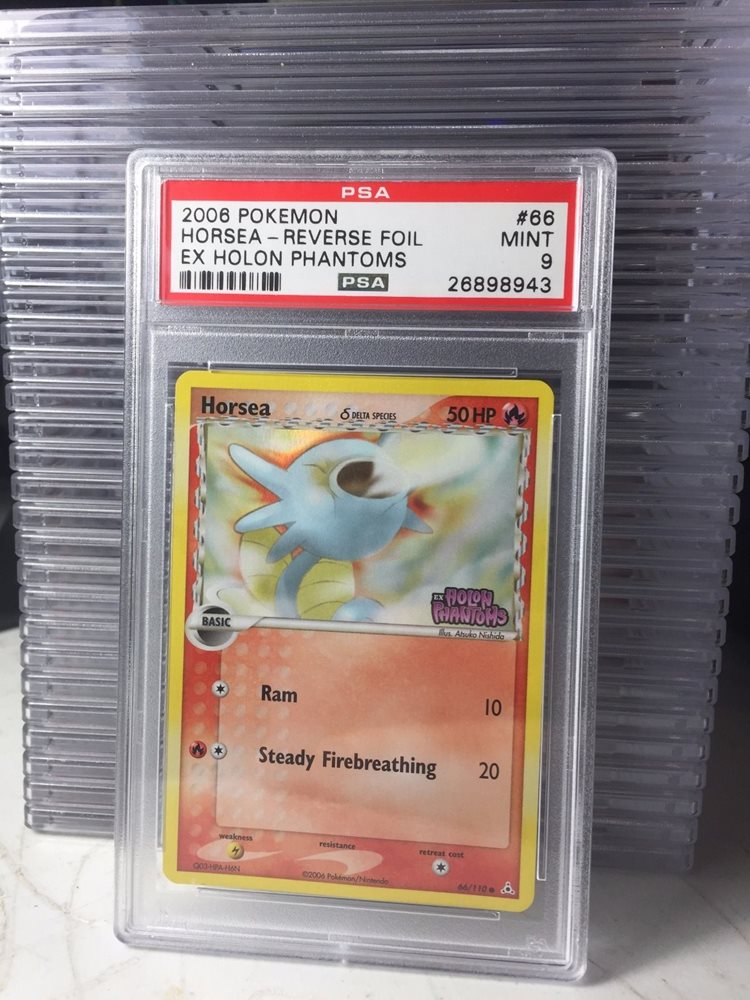 PSA
2006 POKEMON #66
HORSEA – REVERSE FOIL MINT
EX HOLON PHANTOMS 9
PSA 26898943
Horsea δ DELTA SPECIES 50 HP
EX HOLON
PHANTOMS
BASIC
Illus. Atsuko Nishida
Ram 10
Steady Firebreathing 20
weakness resistance retreat cost
©2006 Pokémon/Nintendo 66/110